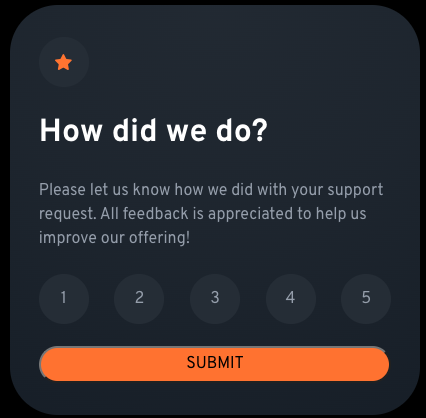 How did we do?
Please let us know how we did with your support
request. All feedback is appreciated to help us
improve our offering!
1 2 3 4 5
SUBMIT